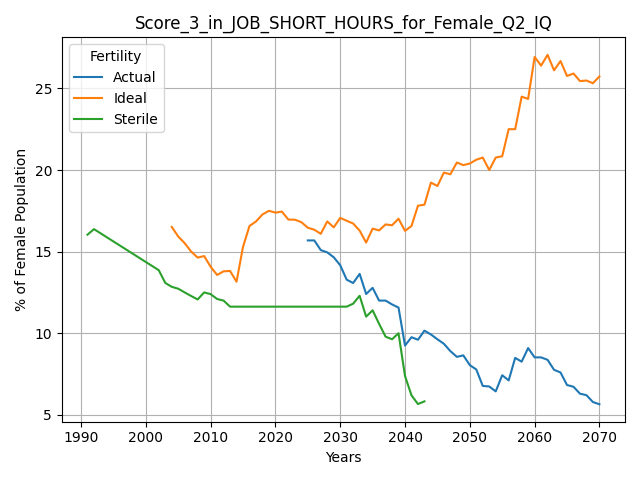 Score_3_in_JOB_SHORT_HOURS_for_Female_Q2_IQ
Fertility
Actual
Ideal
Sterile
% of Female Population
25
20
15
10
5
1990 2000 2010 2020 2030 2040 2050 2060 2070
Years